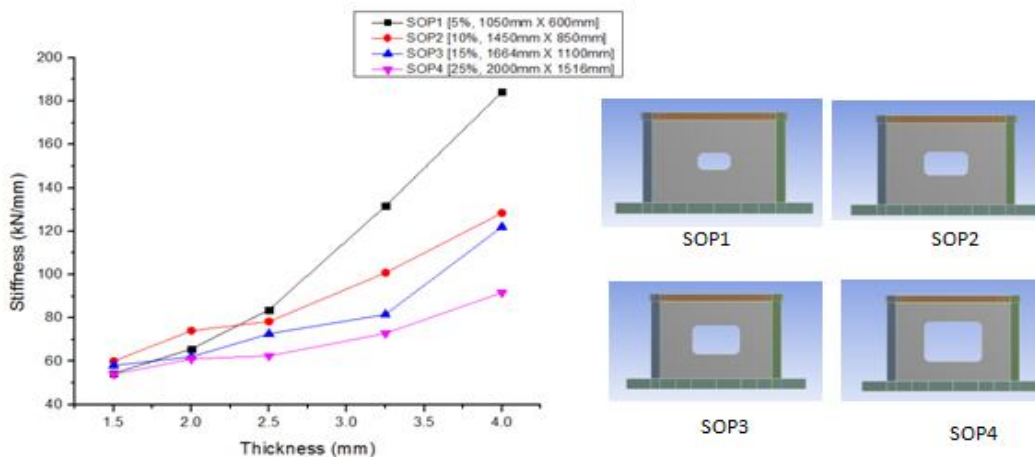 SOP1 [5%, 1050mm X 600mm]
SOP2 [10%, 1450mm X 850mm]
SOP3 [15%, 1664mm X 1100mm]
SOP4 [25%, 2000mm X 1516mm]
200
180
160
140
120
100
80
60
40
Stiffness (kN/mm)
1.5 2.0 2.5 3.0 3.5 4.0
Thickness (mm)
SOP1 SOP2
SOP3 SOP4